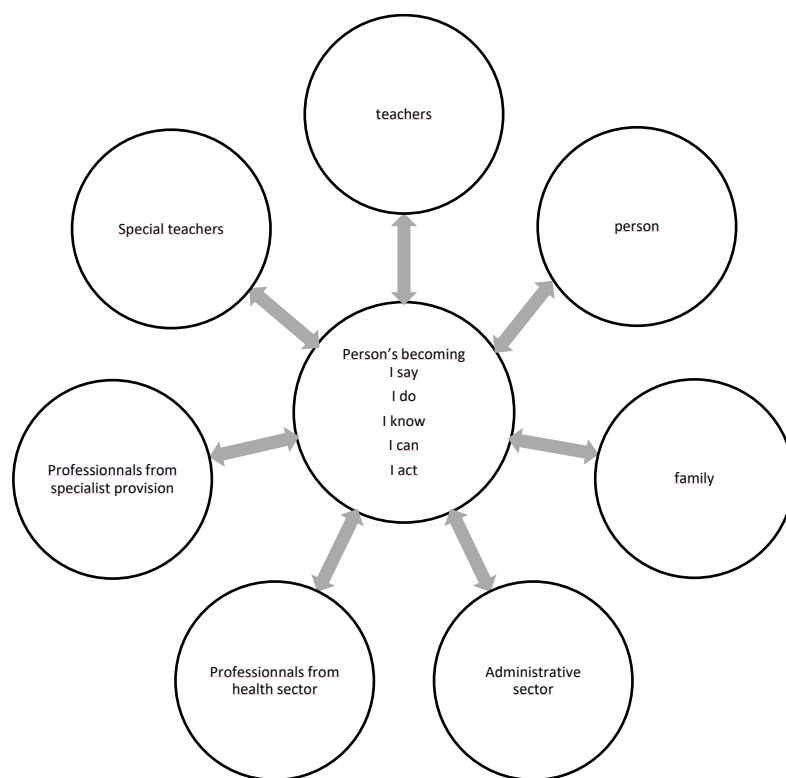 teachers
Special teachers
person
Person's becoming
I say
I do
I know
I can
I act
Professionnals from
specialist provision
family
Professionnals from
health sector
Administrative
sector